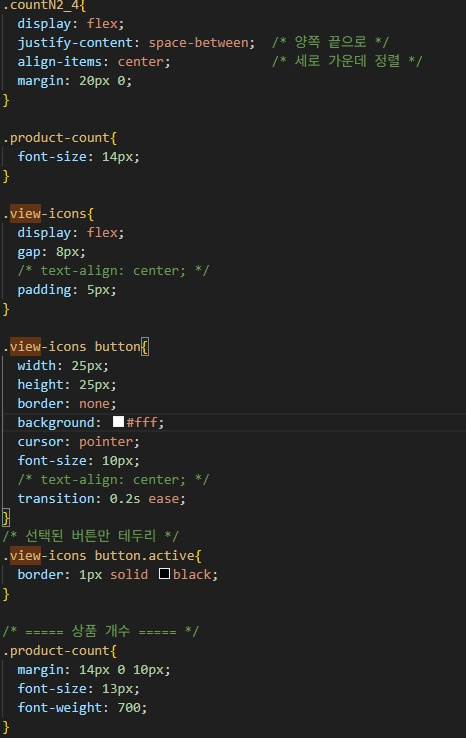 .countN2_4{
display: flex;
justify-content: space-between; /* 양쪽 끝으로 */
align-items: center; /* 세로 가운데 정렬 */
margin: 20px 0;
}
.product-count{
font-size: 14px;
}
.view-icons{
display: flex;
gap: 8px;
/* text-align: center; */
padding: 5px;
}
.view-icons button{
width: 25px;
height: 25px;
border: none;
background: #fff;
cursor: pointer;
font-size: 10px;
/* text-align: center; */
transition: 0.2s ease;
}
/* 선택된 버튼만 테두리 */
.view-icons button.active{
border: 1px solid black;
}
/* ===== 상품 개수 ===== */
.product-count{
margin: 14px 0 10px;
font-size: 13px;
font-weight: 700;
}